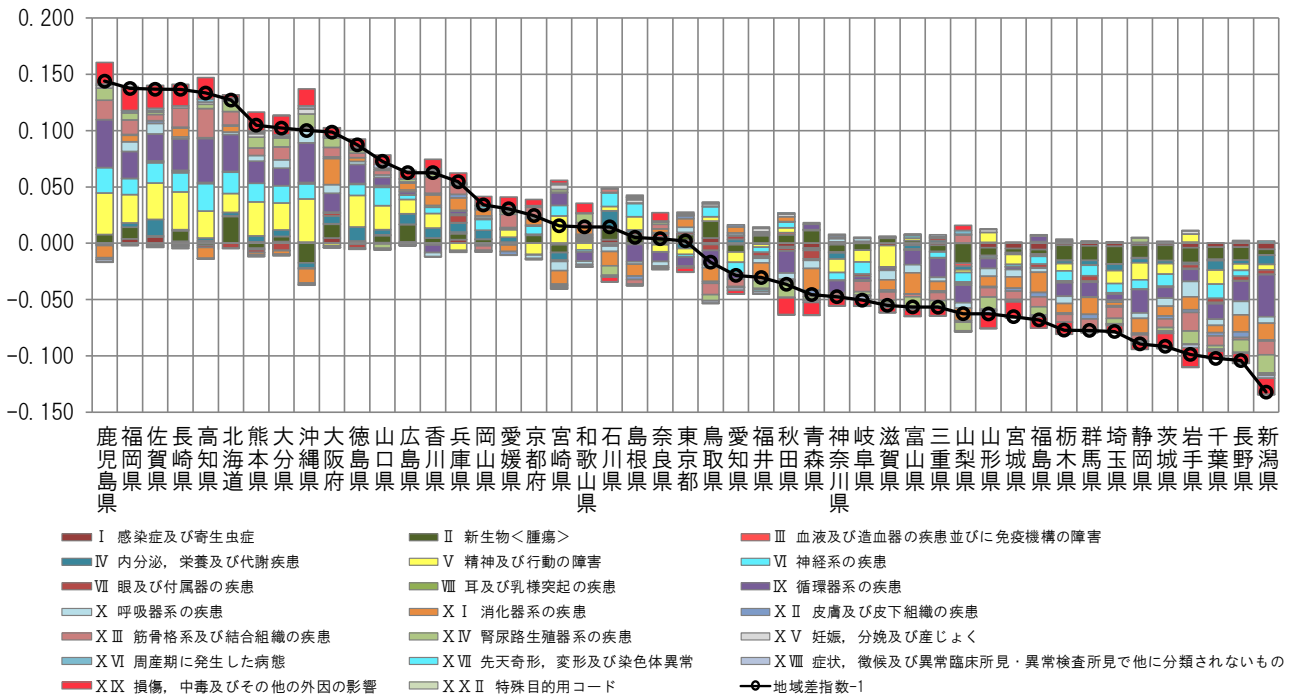 0.200
0.150
0.100
0.050
0.000
-0.050
-0.100
-0.150
鹿児島県
福岡県
佐賀県
長崎県
高知県
北海道
熊本県
大分県
沖縄県
大阪府
徳島県
山口県
広島県
香川県
兵庫県
岡山県
愛媛県
京都府
宮崎県
和歌山県
石川県
島根県
奈良県
東京都
鳥取県
愛知県
福井県
秋田県
青森県
神奈川県
岐阜県
滋賀県
富山県
三重県
山梨県
山形県
宮城県
福島県
栃木県
群馬県
埼玉県
静岡県
茨城県
岩手県
千葉県
長野県
新潟県
Ⅰ 感染症及び寄生虫症
Ⅱ 新生物＜腫瘍＞
Ⅲ 血液及び造血器の疾患並びに免疫機構の障害
Ⅳ 内分泌，栄養及び代謝疾患
Ⅴ 精神及び行動の障害
Ⅵ 神経系の疾患
Ⅶ 眼及び付属器の疾患
Ⅷ 耳及び乳様突起の疾患
Ⅸ 循環器系の疾患
Ⅹ 呼吸器系の疾患
ⅩⅠ 消化器系の疾患
ⅩⅡ 皮膚及び皮下組織の疾患
ⅩⅢ 筋骨格系及び結合組織の疾患
ⅩⅣ 腎尿路生殖器系の疾患
ⅩⅤ 妊娠，分娩及び産じょく
ⅩⅥ 周産期に発生した病態
ⅩⅦ 先天奇形，変形及び染色体異常
ⅩⅧ 症状，徴候及び異常臨床所見・異常検査所見で他に分類されないもの
ⅩⅨ 損傷，中毒及びその他の外因の影響
ⅩⅩⅡ 特殊目的用コード
地域差指数-1